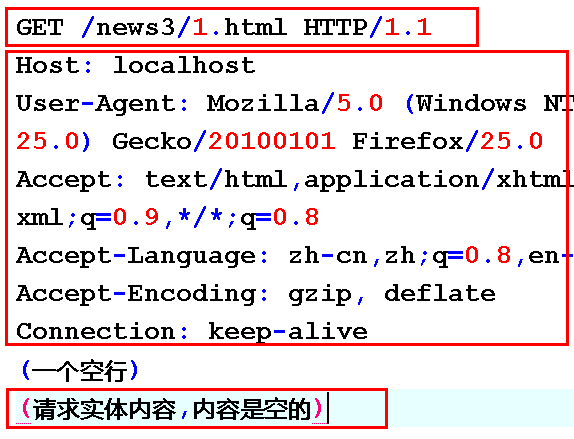 GET /news3/1.html HTTP/1.1
Host: localhost
User-Agent: Mozilla/5.0 (Windows NT
25.0) Gecko/20100101 Firefox/25.0
Accept: text/html,application/xhtml
xml;q=0.9,*/*;q=0.8
Accept-Language: zh-cn,zh;q=0.8,en-
Accept-Encoding: gzip, deflate
Connection: keep-alive
(一个空行)
(请求实体内容,内容是空的)